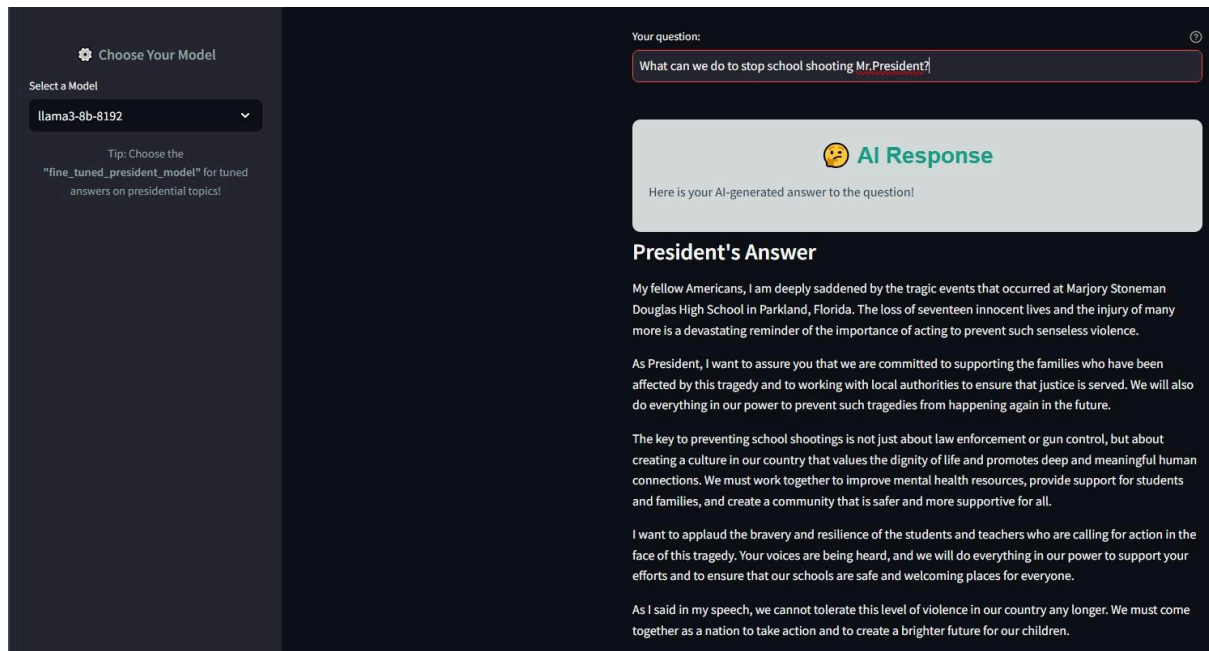 Choose Your Model
Select a Model
llama3-8b-8192
Tip: Choose the
"fine_tuned_president_model" for tuned
answers on presidential topics!
Your question:
What can we do to stop school shooting Mr.President?
AI Response
Here is your AI-generated answer to the question!
President's Answer
My fellow Americans, I am deeply saddened by the tragic events that occurred at Marjory Stoneman
Douglas High School in Parkland, Florida. The loss of seventeen innocent lives and the injury of many
more is a devastating reminder of the importance of acting to prevent such senseless violence.
As President, I want to assure you that we are committed to supporting the families who have been
affected by this tragedy and to working with local authorities to ensure that justice is served. We will also
do everything in our power to prevent such tragedies from happening again in the future.
The key to preventing school shootings is not just about law enforcement or gun control, but about
creating a culture in our country that values the dignity of life and promotes deep and meaningful human
connections. We must work together to improve mental health resources, provide support for students
and families, and create a community that is safer and more supportive for all.
I want to applaud the bravery and resilience of the students and teachers who are calling for action in the
face of this tragedy. Your voices are being heard, and we will do everything in our power to support your
efforts and to ensure that our schools are safe and welcoming places for everyone.
As I said in my speech, we cannot tolerate this level of violence in our country any longer. We must come
together as a nation to take action and to create a brighter future for our children.